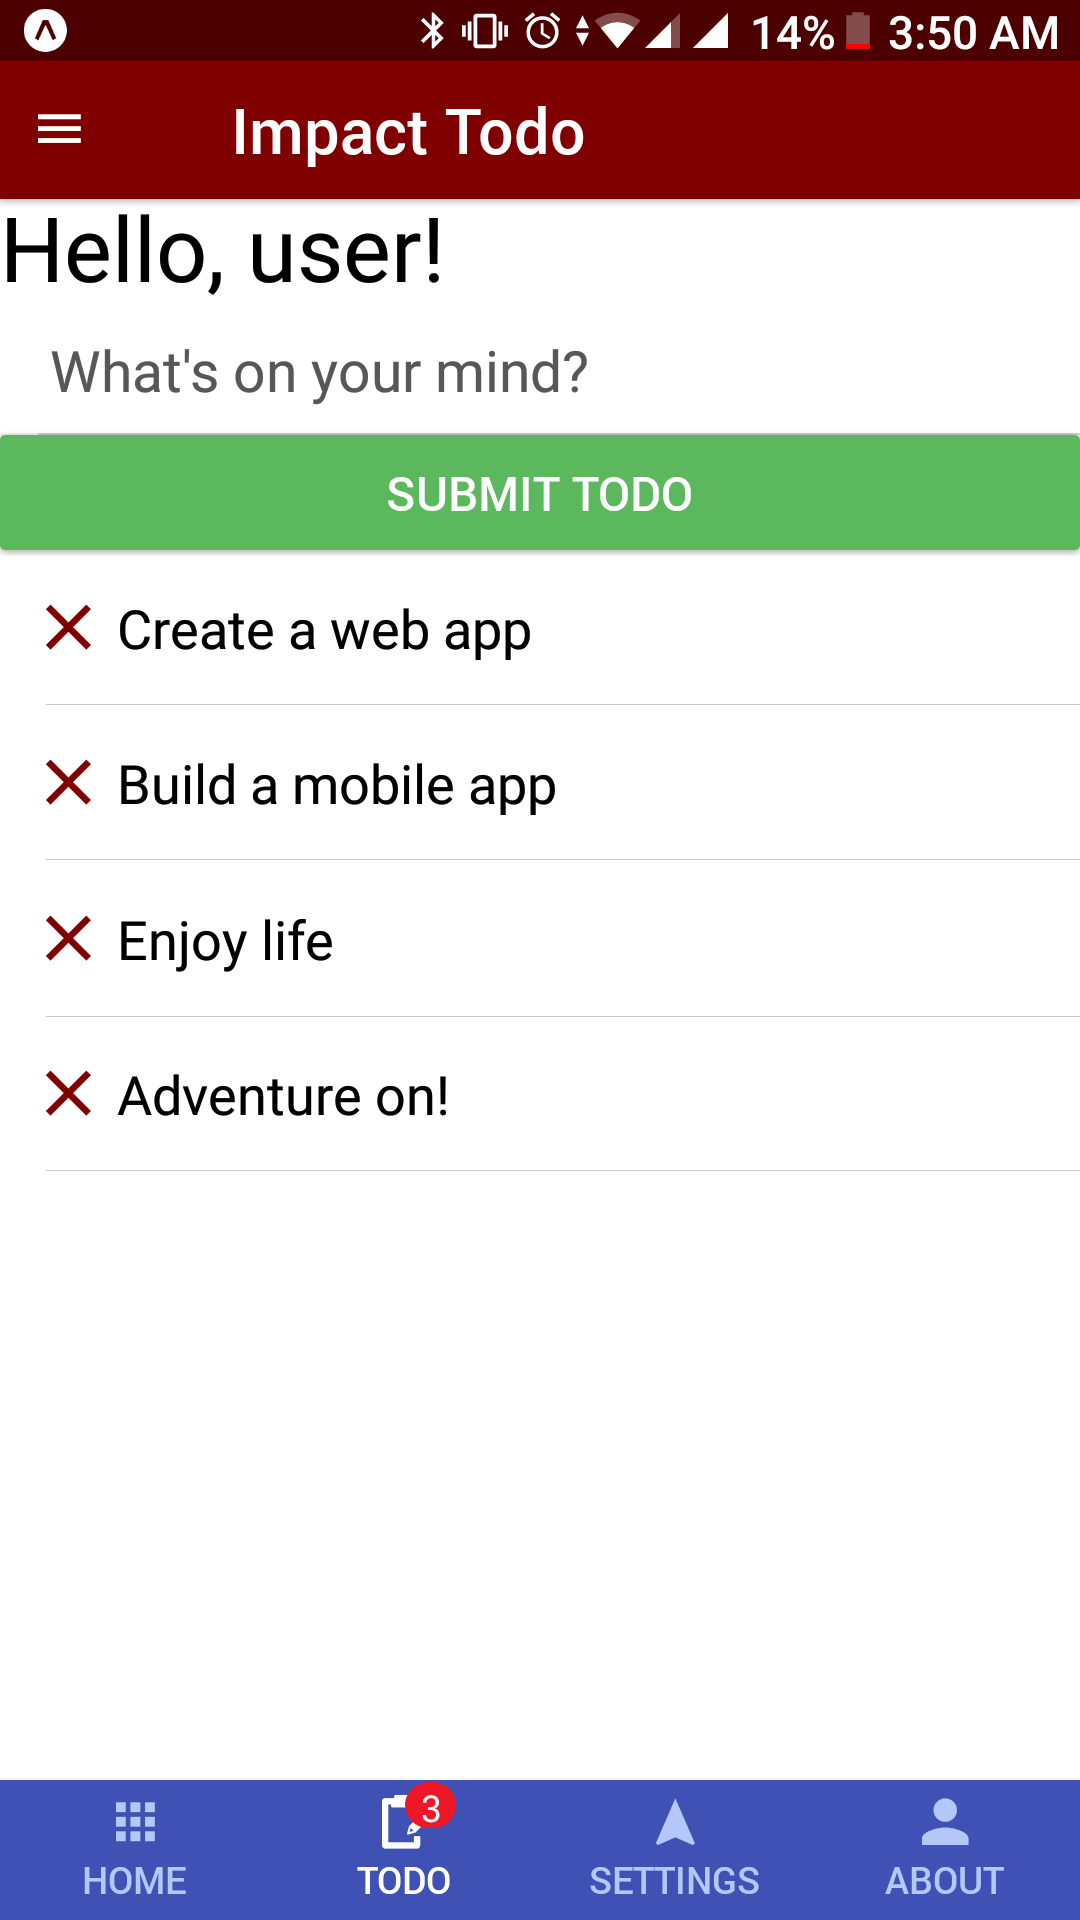 14% 3:50 AM
Impact Todo
Hello, user!
What's on your mind?
SUBMIT TODO
Create a web app
Build a mobile app
Enjoy life
Adventure on!
3
HOME TODO SETTINGS ABOUT